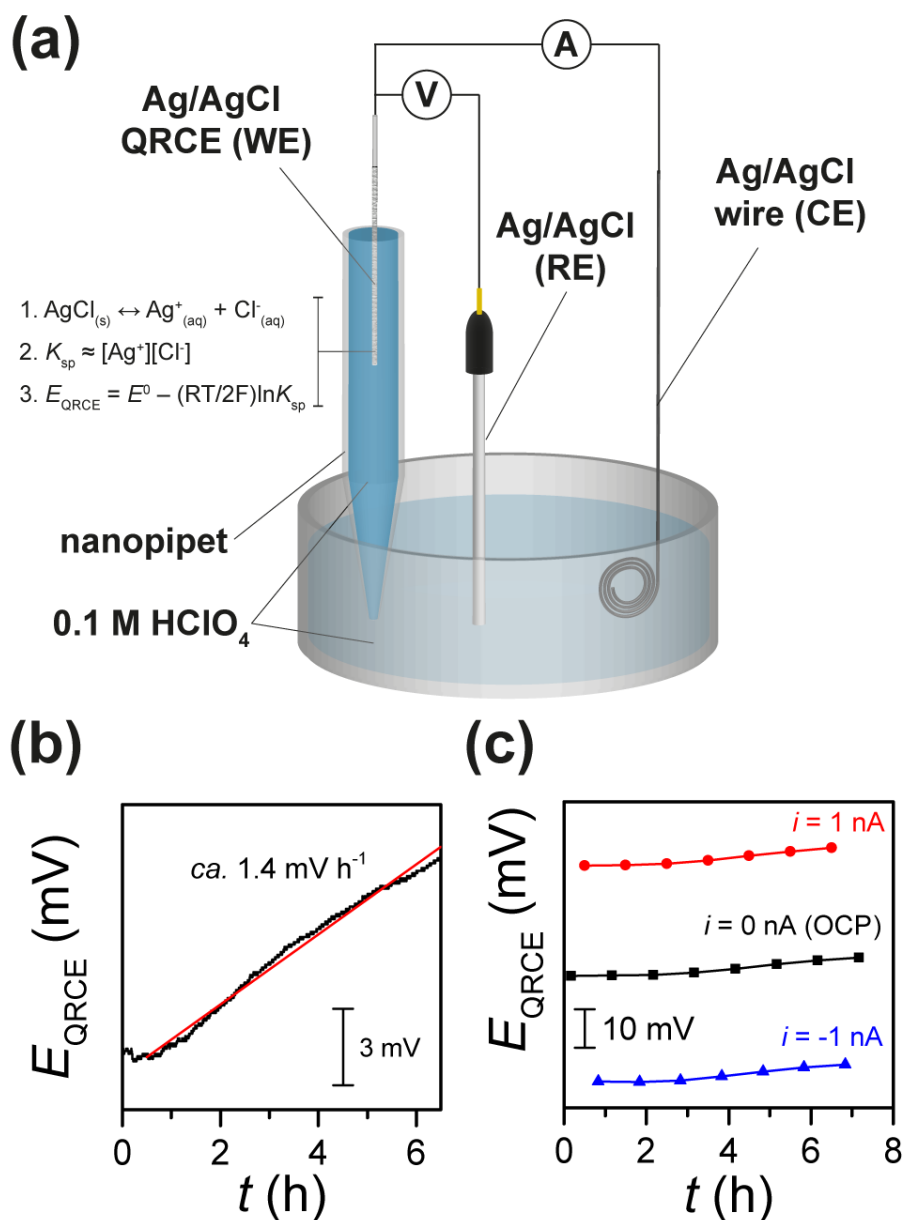 (a)
A
V
Ag/AgCl
QRCE (WE)
Ag/AgCl
(RE)
Ag/AgCl
wire (CE)
1. AgCl(s) ↔ Ag⁺(aq) + Cl⁻(aq)
2. Ksp ≈ [Ag⁺][Cl⁻]
3. EQRCE = E⁰ – (RT/2F)lnKsp
nanopipet
0.1 M HClO₄
(b)
EQRCE (mV)
ca. 1.4 mV h⁻¹
3 mV
0 2 4 6
t (h)
(c)
EQRCE (mV)
i = 1 nA
i = 0 nA (OCP)
10 mV
i = -1 nA
0 2 4 6 8
t (h)